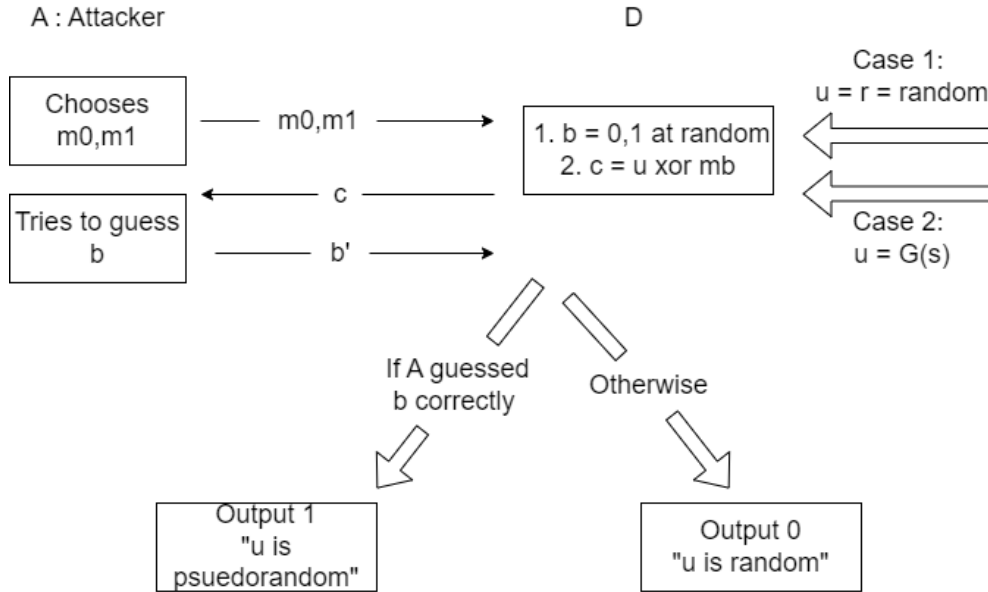 A : Attacker
D
Case 1:
u = r = random
Chooses
m0,m1
m0,m1
1. b = 0,1 at random
2. c = u xor mb
c
Tries to guess
b
b'
Case 2:
u = G(s)
If A guessed
b correctly
Otherwise
Output 1
"u is
psuedorandom"
Output 0
"u is random"